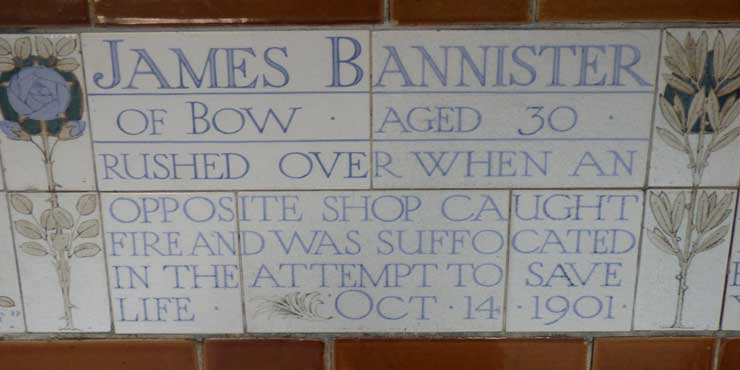 JAMES BANNISTER
OF BOW · AGED 30 ·
RUSHED OVER WHEN AN
OPPOSITE SHOP CAUGHT
FIRE AND WAS SUFFOCATED
IN THE ATTEMPT TO SAVE
LIFE · OCT · 14 · 1901 ·